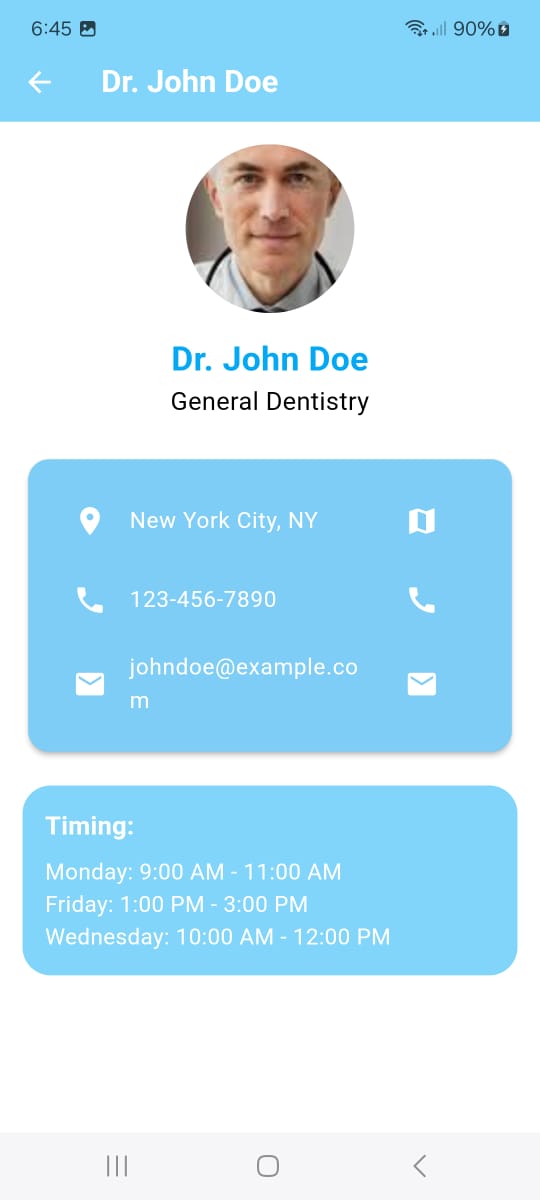 6:45 90%
Dr. John Doe
Dr. John Doe
General Dentistry
New York City, NY
123-456-7890
johndoe@example.co
m
Timing:
Monday: 9:00 AM - 11:00 AM
Friday: 1:00 PM - 3:00 PM
Wednesday: 10:00 AM - 12:00 PM